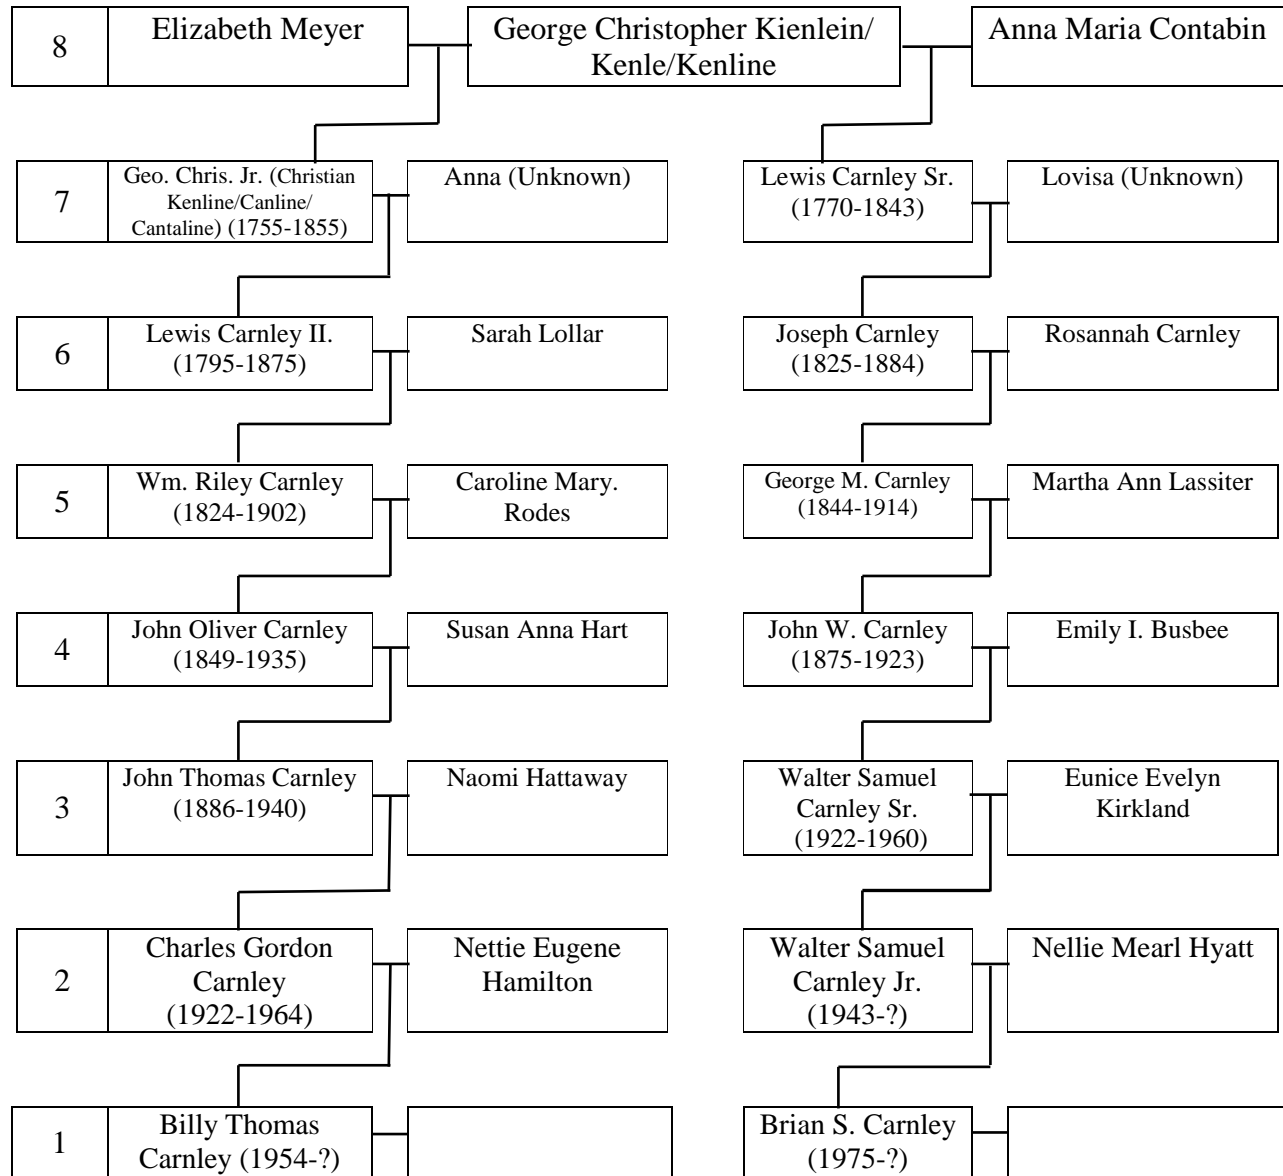 8
Elizabeth Meyer
George Christopher Kienlein/
Kenle/Kenline
Anna Maria Contabin
7
Geo. Chris. Jr. (Christian
Kenline/Canline/
Cantaline) (1755-1855)
Anna (Unknown)
Lewis Carnley Sr.
(1770-1843)
Lovisa (Unknown)
6
Lewis Carnley II.
(1795-1875)
Sarah Lollar
Joseph Carnley
(1825-1884)
Rosannah Carnley
5
Wm. Riley Carnley
(1824-1902)
Caroline Mary.
Rodes
George M. Carnley
(1844-1914)
Martha Ann Lassiter
4
John Oliver Carnley
(1849-1935)
Susan Anna Hart
John W. Carnley
(1875-1923)
Emily I. Busbee
3
John Thomas Carnley
(1886-1940)
Naomi Hattaway
Walter Samuel
Carnley Sr.
(1922-1960)
Eunice Evelyn
Kirkland
2
Charles Gordon
Carnley
(1922-1964)
Nettie Eugene
Hamilton
Walter Samuel
Carnley Jr.
(1943-?)
Nellie Mearl Hyatt
1
Billy Thomas
Carnley (1954-?)
Brian S. Carnley
(1975-?)